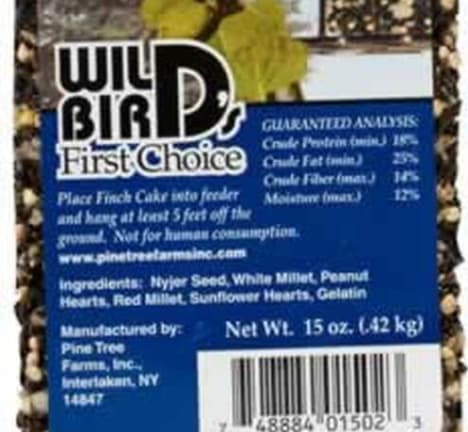 WILD
BIRD's
First Choice
GUARANTEED ANALYSIS:
Crude Protein (min.) 18%
Crude Fat (min.) 25%
Crude Fiber (max.) 14%
Moisture (max.) 12%
Place Finch Cake into feeder
and hang at least 5 feet off the
ground. Not for human consumption.
www.pinetreefarmsinc.com
Ingredients: Nyjer Seed, White Millet, Peanut
Hearts, Red Millet, Sunflower Hearts, Gelatin
Manufactured by:
Pine Tree
Farms, Inc.,
Interlaken, NY
14847
Net Wt. 15 oz. (.42 kg)
7 48884 01502 3